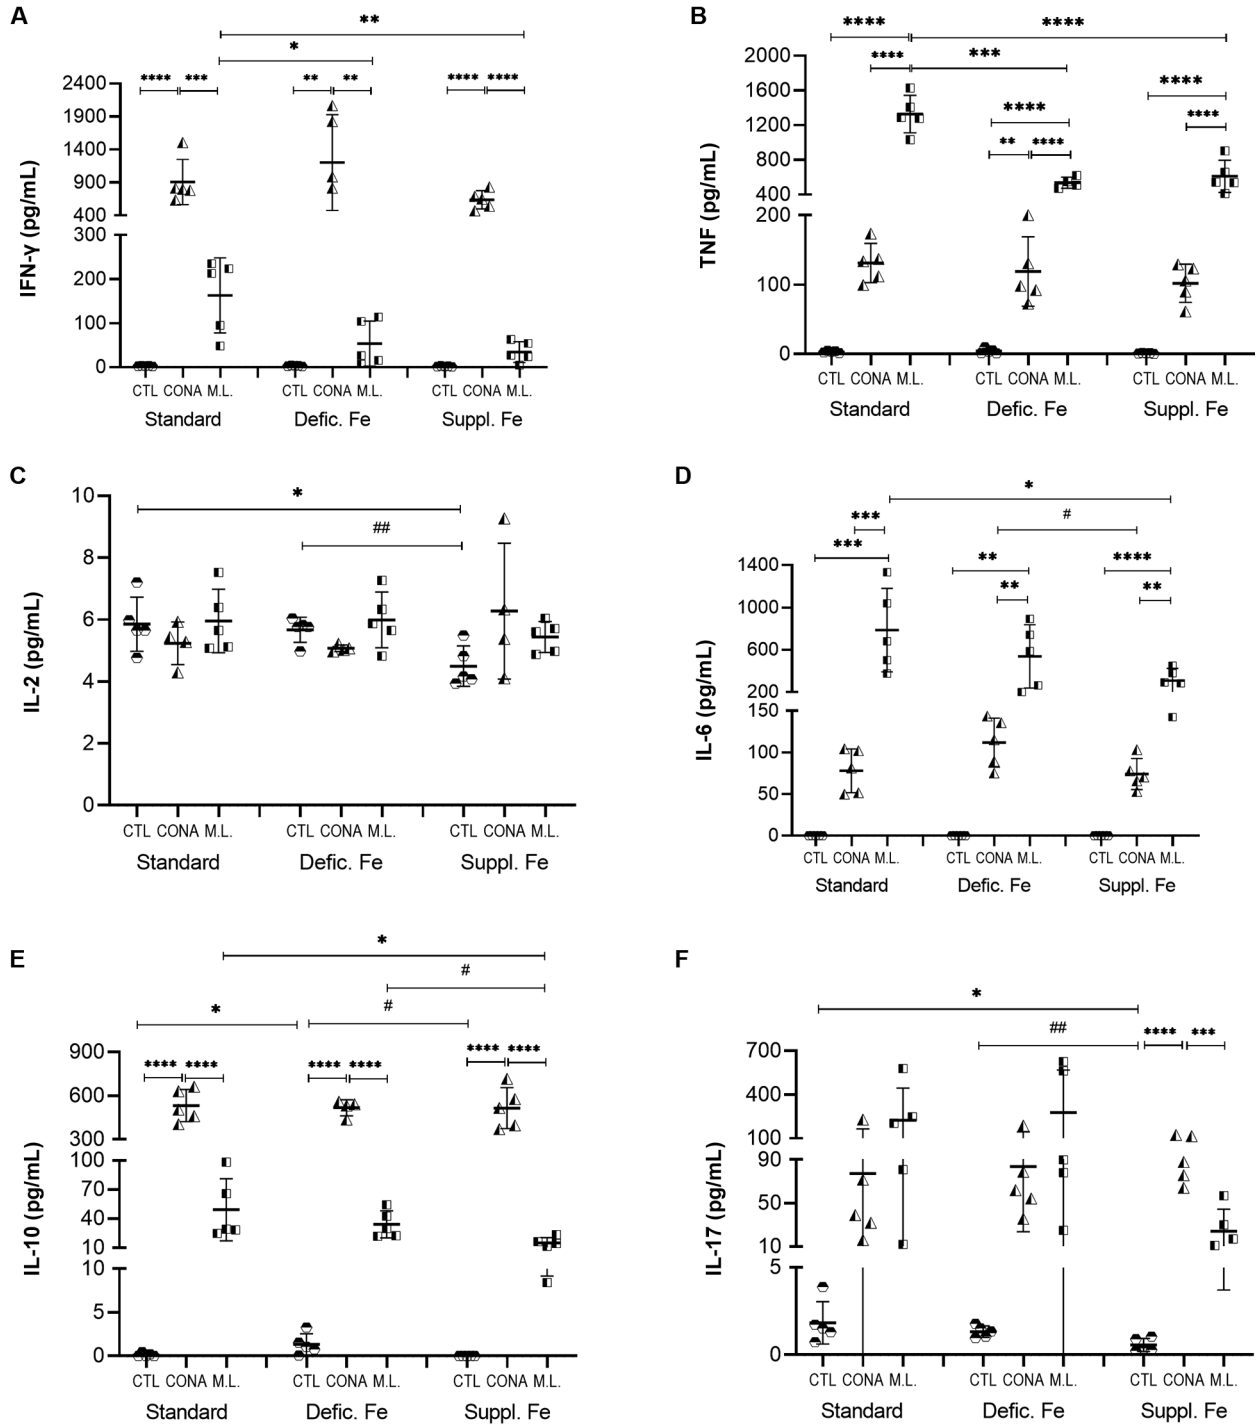 A
**
*
**** *** ** ** **** ****
2400
1900
1400
900
400
300
200
100
0
IFN-γ (pg/mL)
CTL CONA M.L. CTL CONA M.L. CTL CONA M.L.
Standard Defic. Fe Suppl. Fe
B
**** ****
**** ***
****
****
****
** ****
2000
1600
1200
800
400
200
100
0
TNF (pg/mL)
CTL CONA M.L. CTL CONA M.L. CTL CONA M.L.
Standard Defic. Fe Suppl. Fe
C
*
##
10
8
6
4
2
0
IL-2 (pg/mL)
CTL CONA M.L. CTL CONA M.L. CTL CONA M.L.
Standard Defic. Fe Suppl. Fe
D
*
*** #
*** ** ****
** **
1400
1000
600
200
150
100
50
0
IL-6 (pg/mL)
CTL CONA M.L. CTL CONA M.L. CTL CONA M.L.
Standard Defic. Fe Suppl. Fe
E
*
#
* #
**** **** **** **** **** ****
900
600
300
100
70
40
10
10
5
0
IL-10 (pg/mL)
CTL CONA M.L. CTL CONA M.L. CTL CONA M.L.
Standard Defic. Fe Suppl. Fe
F
*
## **** ***
700
400
100
90
50
10
5
0
IL-17 (pg/mL)
CTL CONA M.L. CTL CONA M.L. CTL CONA M.L.
Standard Defic. Fe Suppl. Fe